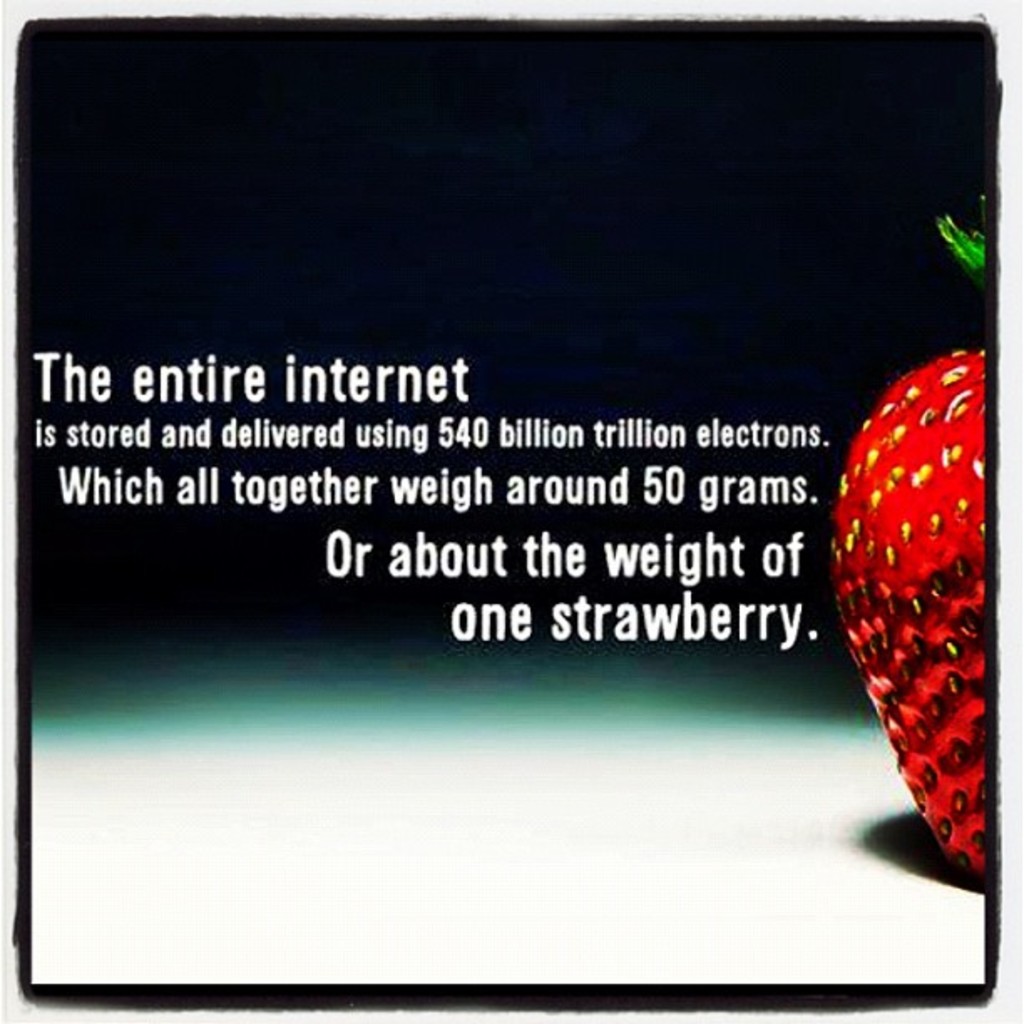 The entire internet
is stored and delivered using 540 billion trillion electrons.
Which all together weigh around 50 grams.
Or about the weight of
one strawberry.